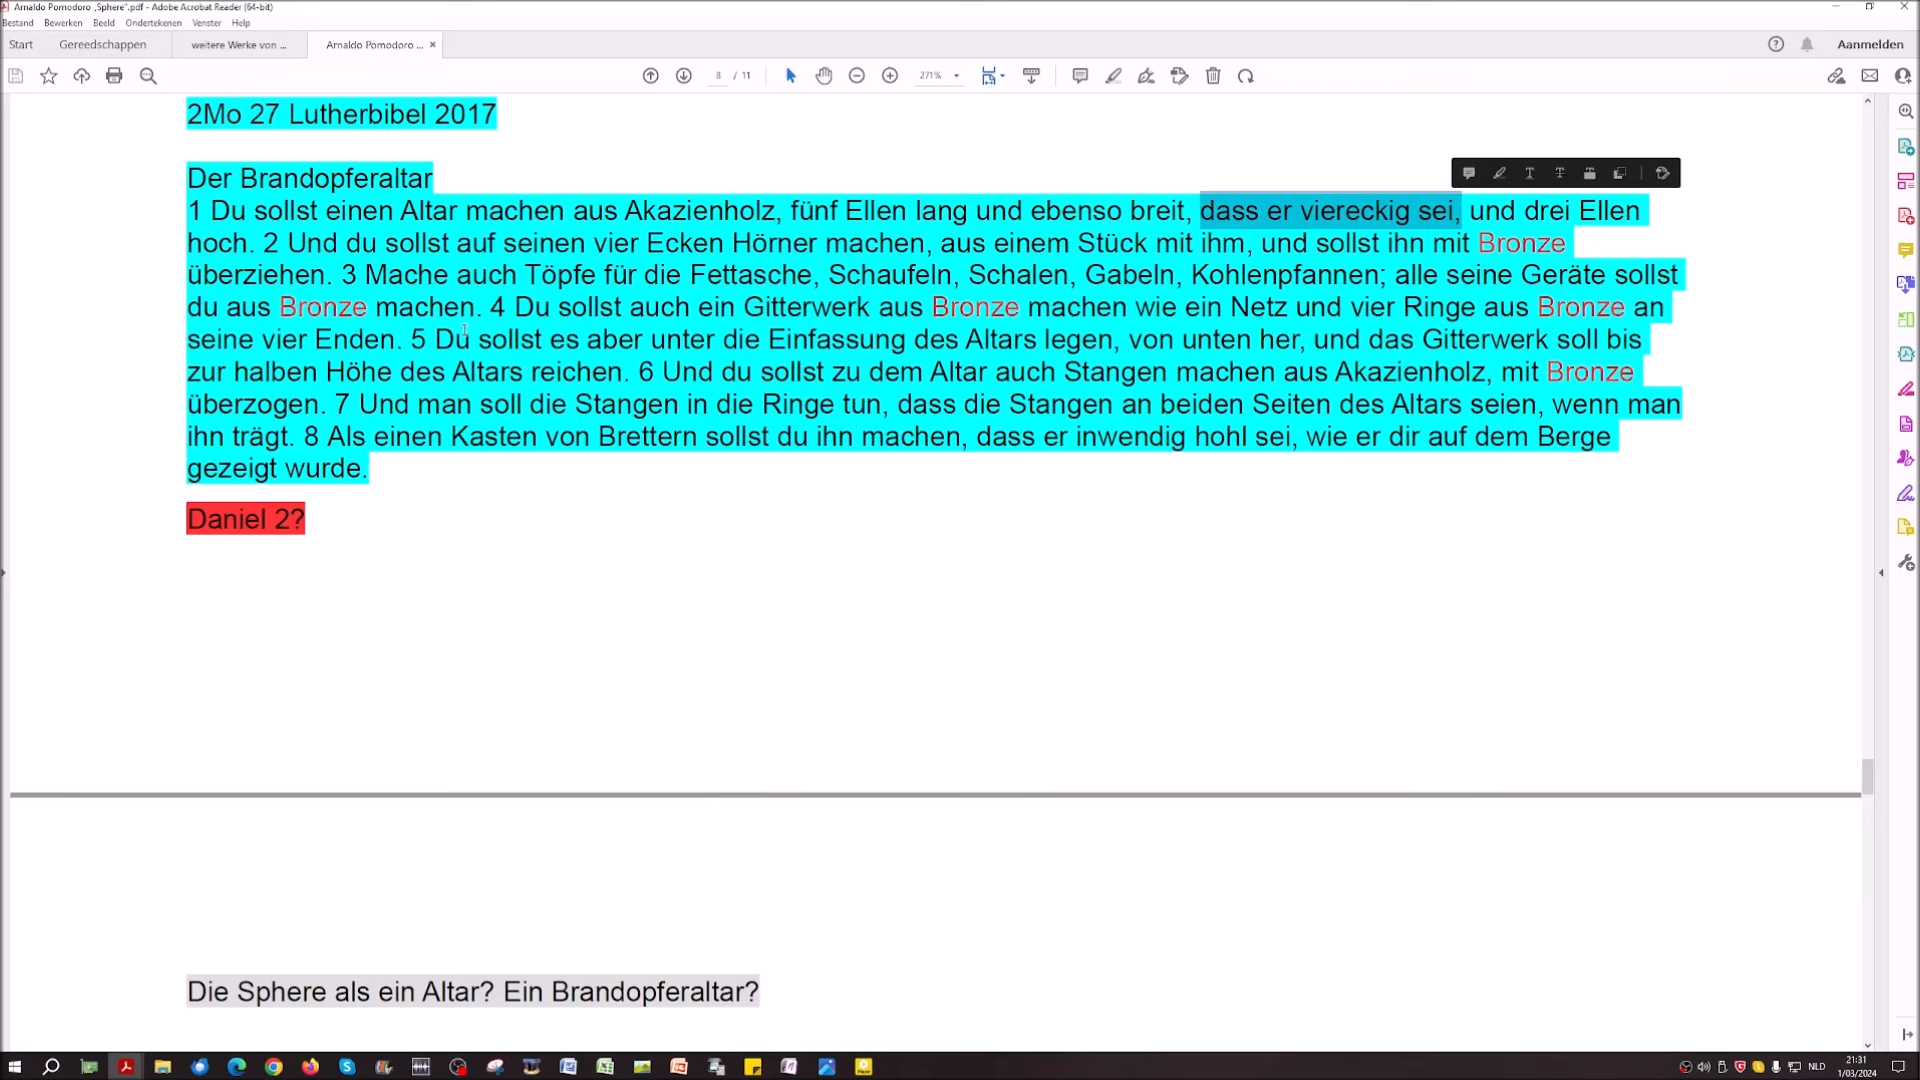 Arnaldo Pomodoro „Sphere".pdf - Adobe Acrobat Reader (64-bit)
Bestand Bewerken Beeld Ondertekenen Venster Help
Start Gereedschappen weitere Werke von ... Arnaldo Pomodoro ... × Aanmelden
8 / 11 271%
2Mo 27 Lutherbibel 2017
Der Brandopferaltar
1 Du sollst einen Altar machen aus Akazienholz, fünf Ellen lang und ebenso breit, dass er viereckig sei, und drei Ellen
hoch. 2 Und du sollst auf seinen vier Ecken Hörner machen, aus einem Stück mit ihm, und sollst ihn mit Bronze
überziehen. 3 Mache auch Töpfe für die Fettasche, Schaufeln, Schalen, Gabeln, Kohlenpfannen; alle seine Geräte sollst
du aus Bronze machen. 4 Du sollst auch ein Gitterwerk aus Bronze machen wie ein Netz und vier Ringe aus Bronze an
seine vier Enden. 5 Du sollst es aber unter die Einfassung des Altars legen, von unten her, und das Gitterwerk soll bis
zur halben Höhe des Altars reichen. 6 Und du sollst zu dem Altar auch Stangen machen aus Akazienholz, mit Bronze
überzogen. 7 Und man soll die Stangen in die Ringe tun, dass die Stangen an beiden Seiten des Altars seien, wenn man
ihn trägt. 8 Als einen Kasten von Brettern sollst du ihn machen, dass er inwendig hohl sei, wie er dir auf dem Berge
gezeigt wurde.
Daniel 2?
Die Sphere als ein Altar? Ein Brandopferaltar?
NLD 21:31
1/03/2024